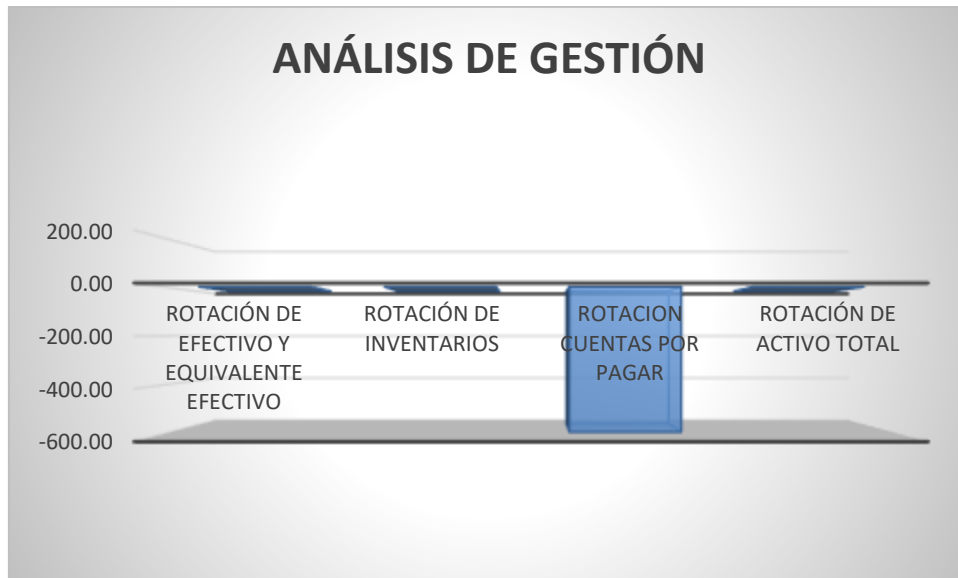 ANÁLISIS DE GESTIÓN
200.00
0.00
-200.00
-400.00
-600.00
ROTACIÓN DE
EFECTIVO Y
EQUIVALENTE
EFECTIVO
ROTACIÓN DE
INVENTARIOS
ROTACION
CUENTAS POR
PAGAR
ROTACIÓN DE
ACTIVO TOTAL